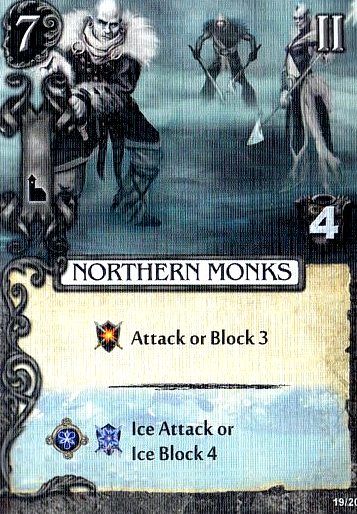 7
II
4
NORTHERN MONKS
Attack or Block 3
Ice Attack or
Ice Block 4
19/20